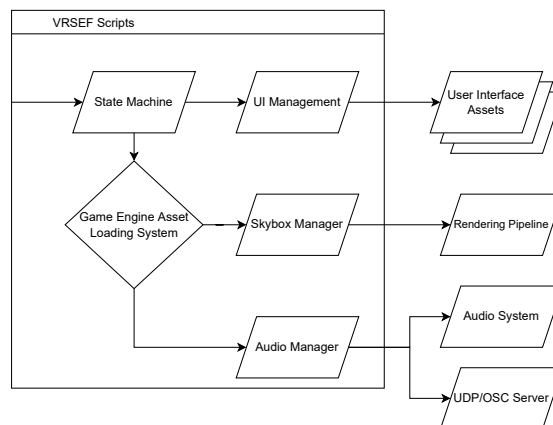 VRSEF Scripts
State Machine
UI Management
User Interface
Assets
Game Engine Asset
Loading System
Skybox Manager
Rendering Pipeline
Audio System
Audio Manager
UDP/OSC Server